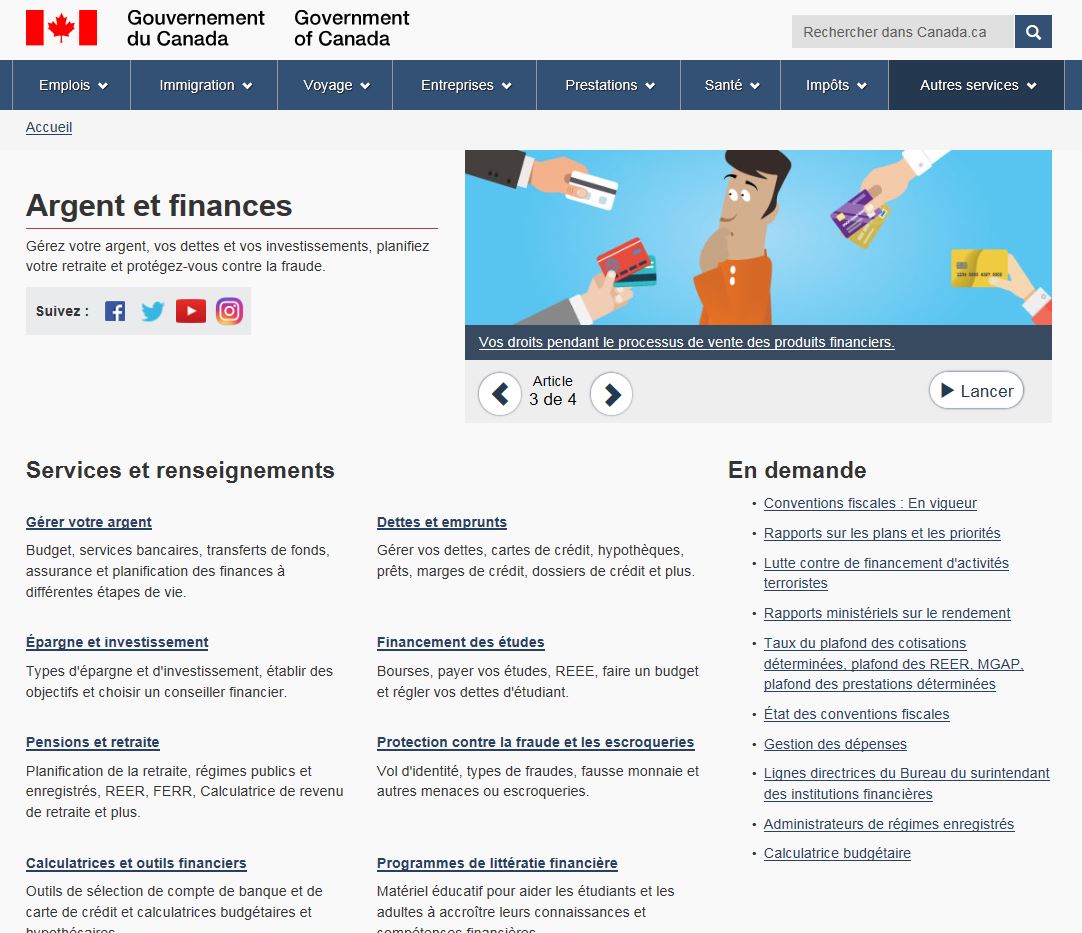 Gouvernement
du Canada
Government
of Canada
Rechercher dans Canada.ca
Emplois
Immigration
Voyage
Entreprises
Prestations
Santé
Impôts
Autres services
Accueil
Argent et finances
Gérez votre argent, vos dettes et vos investissements, planifiez
votre retraite et protégez-vous contre la fraude.
Suivez :
Vos droits pendant le processus de vente des produits financiers.
Article
3 de 4
Lancer
Services et renseignements
Gérer votre argent
Budget, services bancaires, transferts de fonds,
assurance et planification des finances à
différentes étapes de vie.
Dettes et emprunts
Gérer vos dettes, cartes de crédit, hypothèques,
prêts, marges de crédit, dossiers de crédit et plus.
Épargne et investissement
Types d'épargne et d'investissement, établir des
objectifs et choisir un conseiller financier.
Financement des études
Bourses, payer vos études, REEE, faire un budget
et régler vos dettes d'étudiant.
Pensions et retraite
Planification de la retraite, régimes publics et
enregistrés, REER, FERR, Calculatrice de revenu
de retraite et plus.
Protection contre la fraude et les escroqueries
Vol d'identité, types de fraudes, fausse monnaie et
autres menaces ou escroqueries.
Calculatrices et outils financiers
Outils de sélection de compte de banque et de
carte de crédit et calculatrices budgétaires et
hypothécaires.
Programmes de littératie financière
Matériel éducatif pour aider les étudiants et les
adultes à accroître leurs connaissances et
compétences financières.
En demande
Conventions fiscales : En vigueur
Rapports sur les plans et les priorités
Lutte contre de financement d'activités
terroristes
Rapports ministériels sur le rendement
Taux du plafond des cotisations
déterminées, plafond des REER, MGAP,
plafond des prestations déterminées
État des conventions fiscales
Gestion des dépenses
Lignes directrices du Bureau du surintendant
des institutions financières
Administrateurs de régimes enregistrés
Calculatrice budgétaire